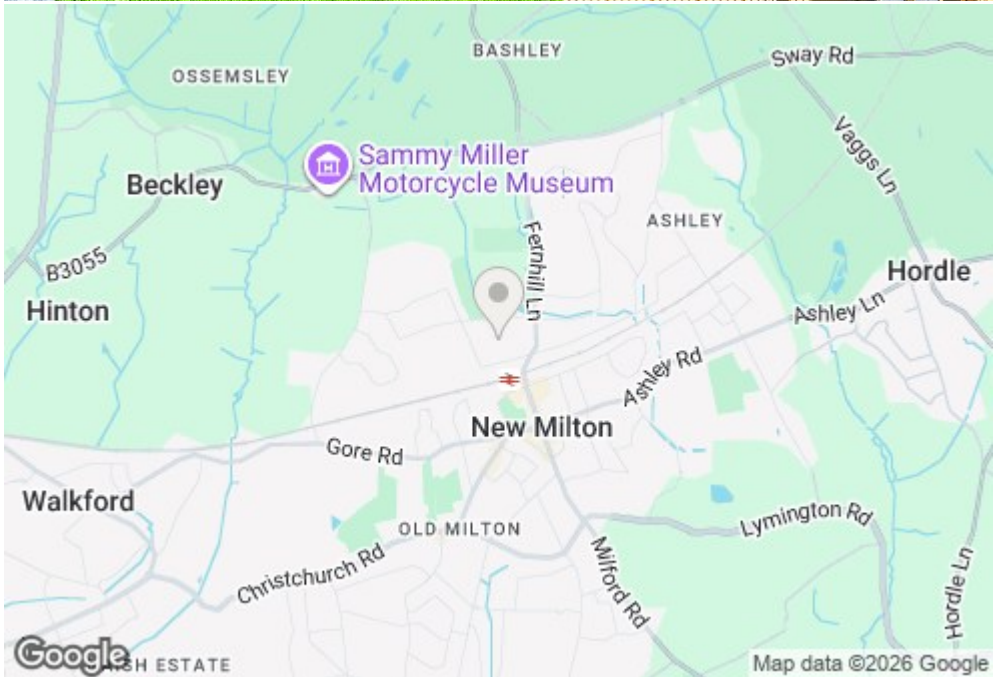 BASHLEY
Sway Rd
OSSEMSLEY
Vaggs Ln
Sammy Miller
Motorcycle Museum
Beckley
ASHLEY
Fernhill Ln
B3055
Hordle
Hinton
Ashley Ln
Ashley Rd
New Milton
Gore Rd
Walkford
OLD MILTON
Lymington Rd
Christchurch Rd
Milford Rd
Hordle Ln
Google
ISH ESTATE
Map data ©2026 Google